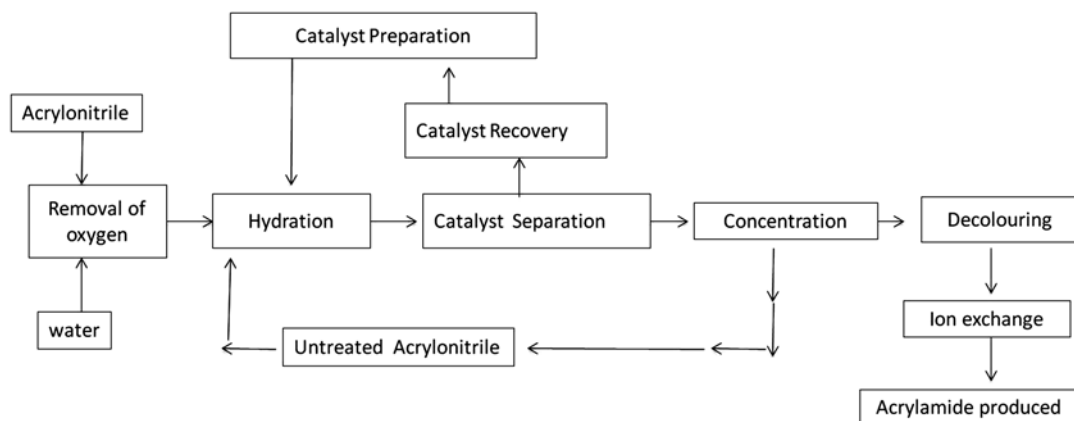 Catalyst Preparation
Acrylonitrile
Catalyst Recovery
Removal of
oxygen
Hydration
Catalyst Separation
Concentration
Decolouring
water
Untreated Acrylonitrile
Ion exchange
Acrylamide produced